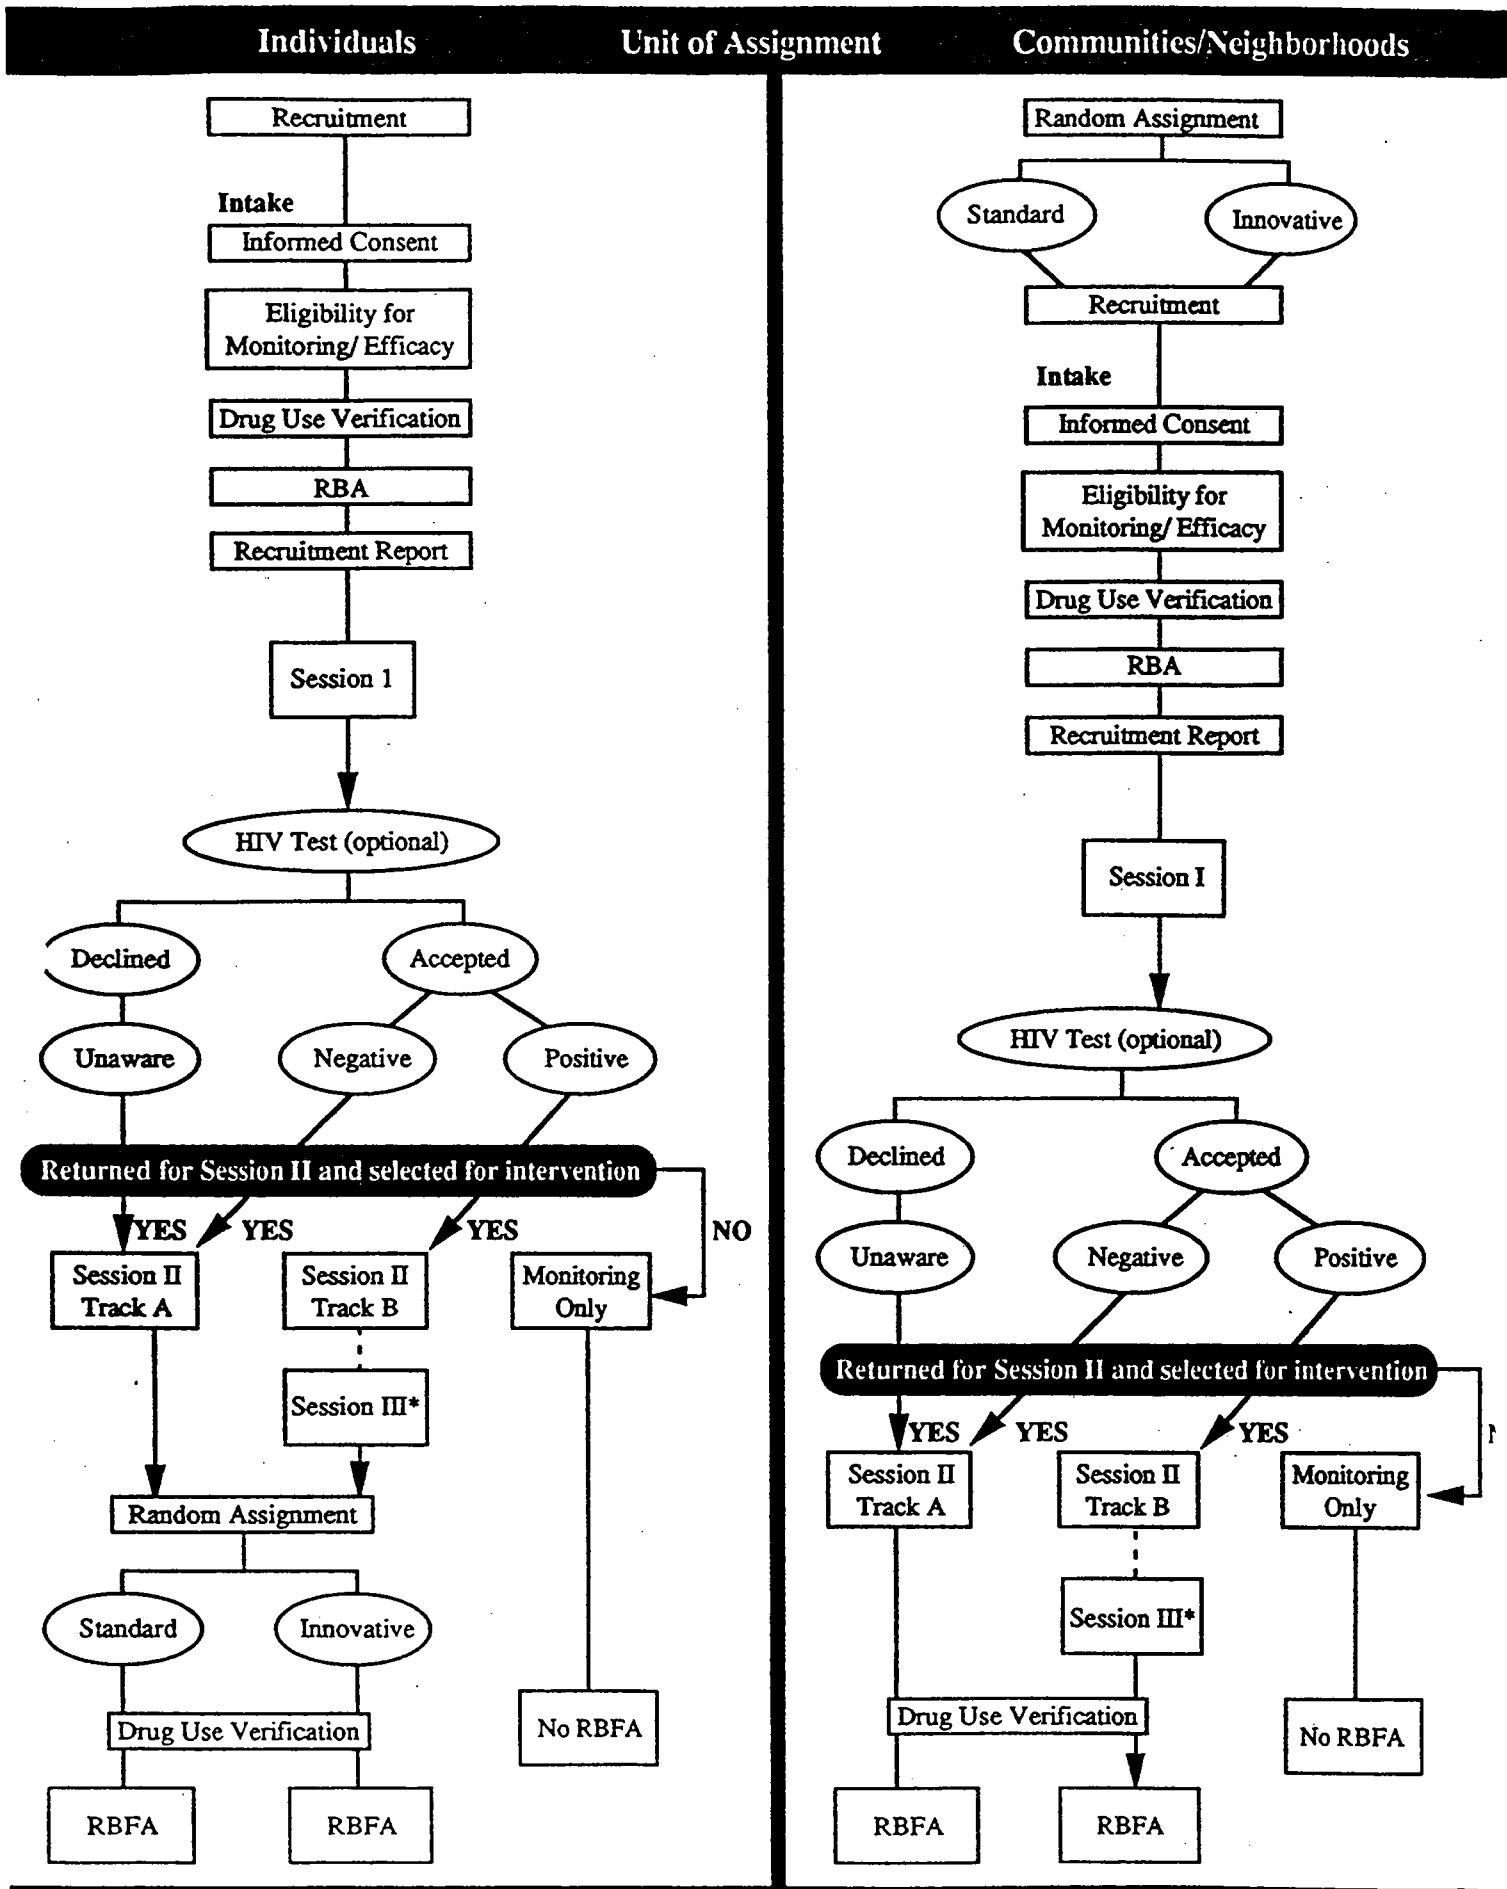 Individuals Unit of Assignment Communities/Neighborhoods
Recruitment
Intake
Informed Consent
Eligibility for
Monitoring/ Efficacy
Drug Use Verification
RBA
Recruitment Report
Session 1
HIV Test (optional)
Declined
Accepted
Unaware
Negative
Positive
Returned for Session II and selected for intervention
YES
YES
YES
NO
Session II
Track A
Session II
Track B
Monitoring
Only
Session III*
Random Assignment
Standard
Innovative
Drug Use Verification
No RBFA
RBFA
RBFA
Random Assignment
Standard
Innovative
Recruitment
Intake
Informed Consent
Eligibility for
Monitoring/ Efficacy
Drug Use Verification
RBA
Recruitment Report
Session I
HIV Test (optional)
Declined
Accepted
Unaware
Negative
Positive
Returned for Session II and selected for intervention
YES
YES
YES
Session II
Track A
Session II
Track B
Monitoring
Only
Session III*
Drug Use Verification
No RBFA
RBFA
RBFA